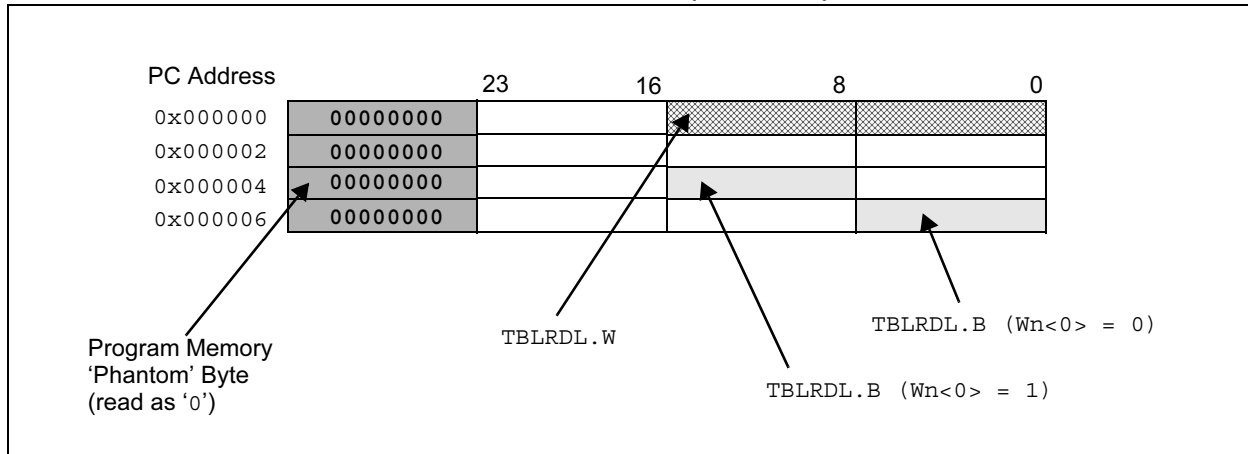 PC Address
23 16 8 0
0x000000 00000000
0x000002 00000000
0x000004 00000000
0x000006 00000000
TBLRDL.W
TBLRDL.B (Wn<0> = 0)
TBLRDL.B (Wn<0> = 1)
Program Memory
‘Phantom’ Byte
(read as ‘0’)